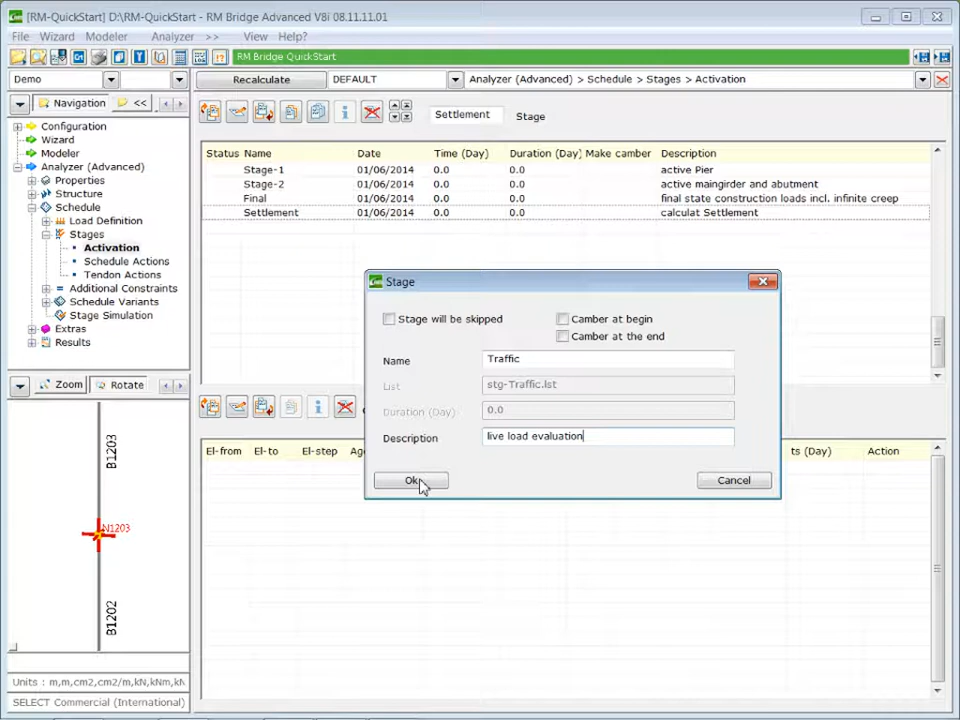 [RM-QuickStart] D:\RM-QuickStart - RM Bridge Advanced V8i 08.11.11.01
File Wizard Modeler Analyzer >> View Help?
RM Bridge QuickStart
Demo Recalculate DEFAULT Analyzer (Advanced) > Schedule > Stages > Activation
Navigation <<
Settlement Stage
Configuration
Wizard
Modeler
Analyzer (Advanced)
Properties
Structure
Schedule
Load Definition
Stages
Activation
Schedule Actions
Tendon Actions
Additional Constraints
Schedule Variants
Stage Simulation
Extras
Results
Status Name Date Time (Day) Duration (Day) Make camber Description
Stage-1 01/06/2014 0.0 0.0 active Pier
Stage-2 01/06/2014 0.0 0.0 active maingirder and abutment
Final 01/06/2014 0.0 0.0 final state construction loads incl. infinite creep
Settlement 01/06/2014 0.0 0.0 calculat Settlement
Stage
Stage will be skipped Camber at begin
Camber at the end
Name Traffic
List stg-Traffic.lst
Duration (Day) 0.0
Description live load evaluation
Ok Cancel
Zoom Rotate
El-from El-to El-step ts (Day) Action
B1203
N1203
B1202
Units : m,m,cm2,cm2/m,kN,kNm,kN
SELECT Commercial (International)